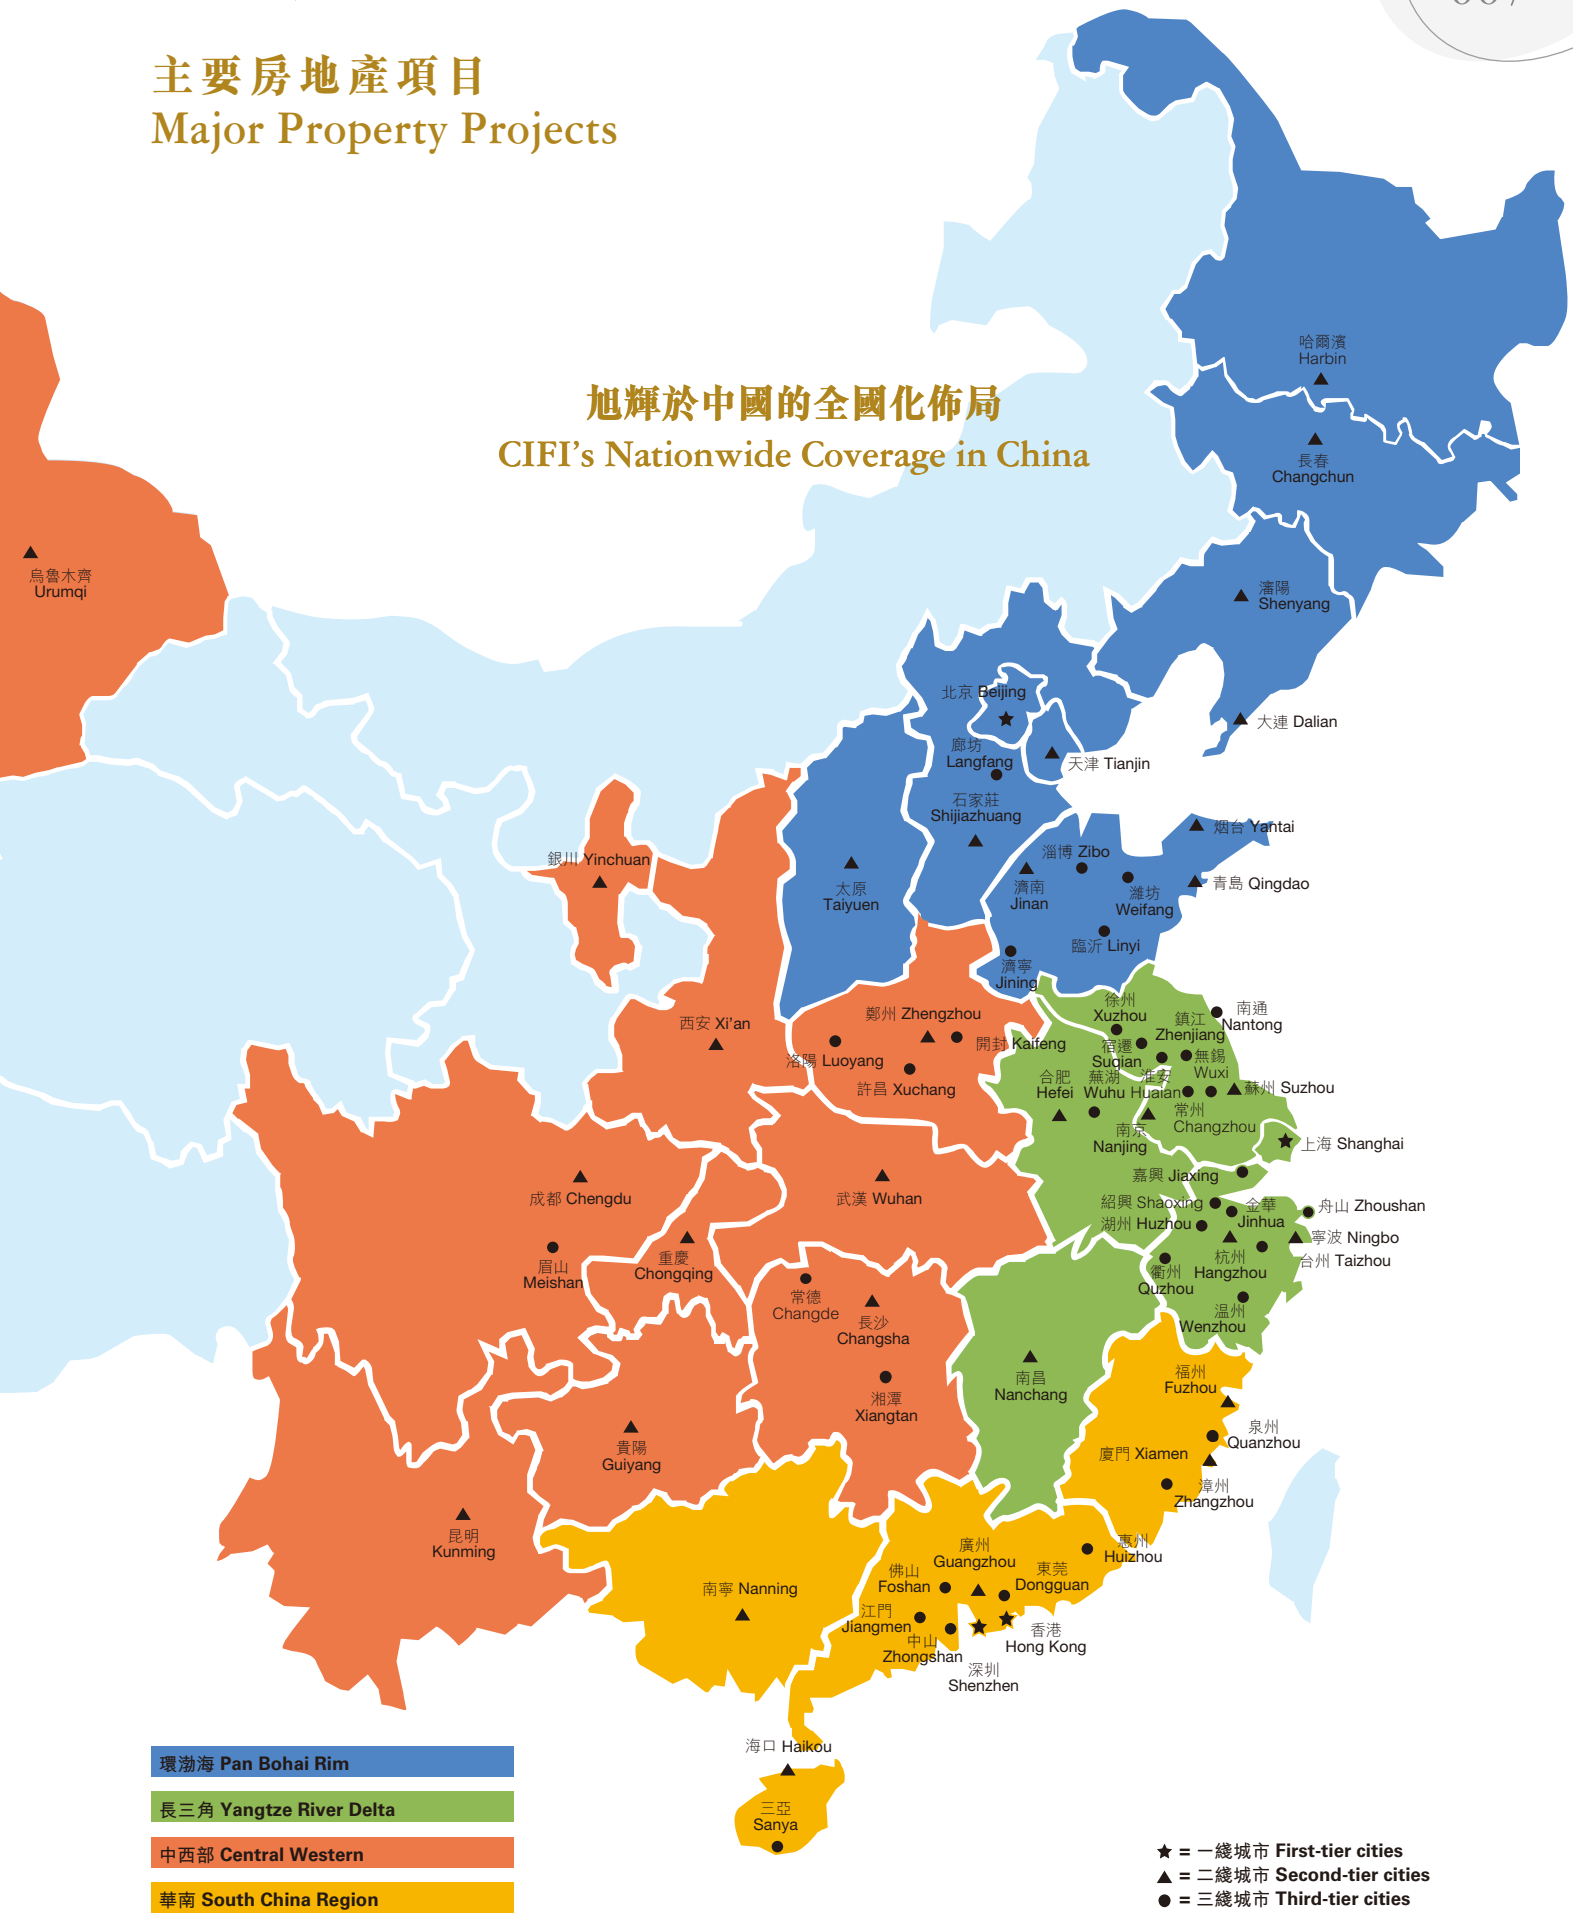 主要房地產項目
Major Property Projects
旭輝於中國的全國化佈局
CIFI's Nationwide Coverage in China
哈爾濱
Harbin
長春
Changchun
烏魯木齊
Urumqi
瀋陽
Shenyang
北京 Beijing
大連 Dalian
廊坊
Langfang
天津 Tianjin
石家莊
Shijiazhuang
烟台 Yantai
淄博 Zibo
銀川 Yinchuan
太原
Taiyuen
濟南
Jinan
濰坊
Weifang
青島 Qingdao
臨沂 Linyi
濟寧
Jining
徐州
Xuzhou
南通
Nantong
鎮江
Zhenjiang
西安 Xi'an
鄭州 Zhengzhou
開封 Kaifeng
洛陽 Luoyang
許昌 Xuchang
宿遷
Suqian
無錫
Wuxi
合肥
Hefei
蕪湖
Wuhu
淮安
Huaian
蘇州 Suzhou
常州
Changzhou
南京
Nanjing
上海 Shanghai
嘉興 Jiaxing
成都 Chengdu
武漢 Wuhan
紹興 Shaoxing
金華
Jinhua
舟山 Zhoushan
湖州 Huzhou
寧波 Ningbo
台州 Taizhou
杭州
Hangzhou
衢州
Quzhou
眉山
Meishan
重慶
Chongqing
常德
Changde
長沙
Changsha
温州
Wenzhou
南昌
Nanchang
福州
Fuzhou
湘潭
Xiangtan
泉州
Quanzhou
貴陽
Guiyang
廈門 Xiamen
漳州
Zhangzhou
昆明
Kunming
惠州
Huizhou
廣州
Guangzhou
東莞
Dongguan
佛山
Foshan
南寧 Nanning
江門
Jiangmen
中山
Zhongshan
香港
Hong Kong
深圳
Shenzhen
海口 Haikou
三亞
Sanya
環渤海 Pan Bohai Rim
長三角 Yangtze River Delta
中西部 Central Western
華南 South China Region
★ = 一綫城市 First-tier cities
▲ = 二綫城市 Second-tier cities
● = 三綫城市 Third-tier cities